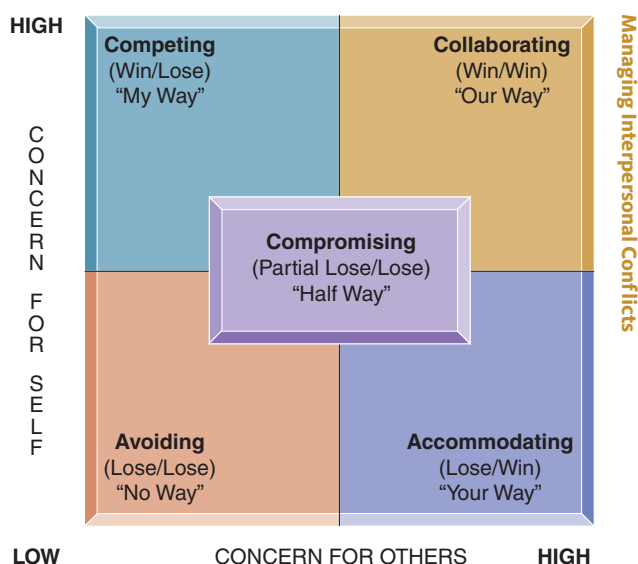 HIGH
Competing
(Win/Lose)
“My Way”
Collaborating
(Win/Win)
“Our Way”
Managing Interpersonal Conflicts
CONCERN FOR SELF
Compromising
(Partial Lose/Lose)
“Half Way”
Avoiding
(Lose/Lose)
“No Way”
Accommodating
(Lose/Win)
“Your Way”
LOW
CONCERN FOR OTHERS
HIGH